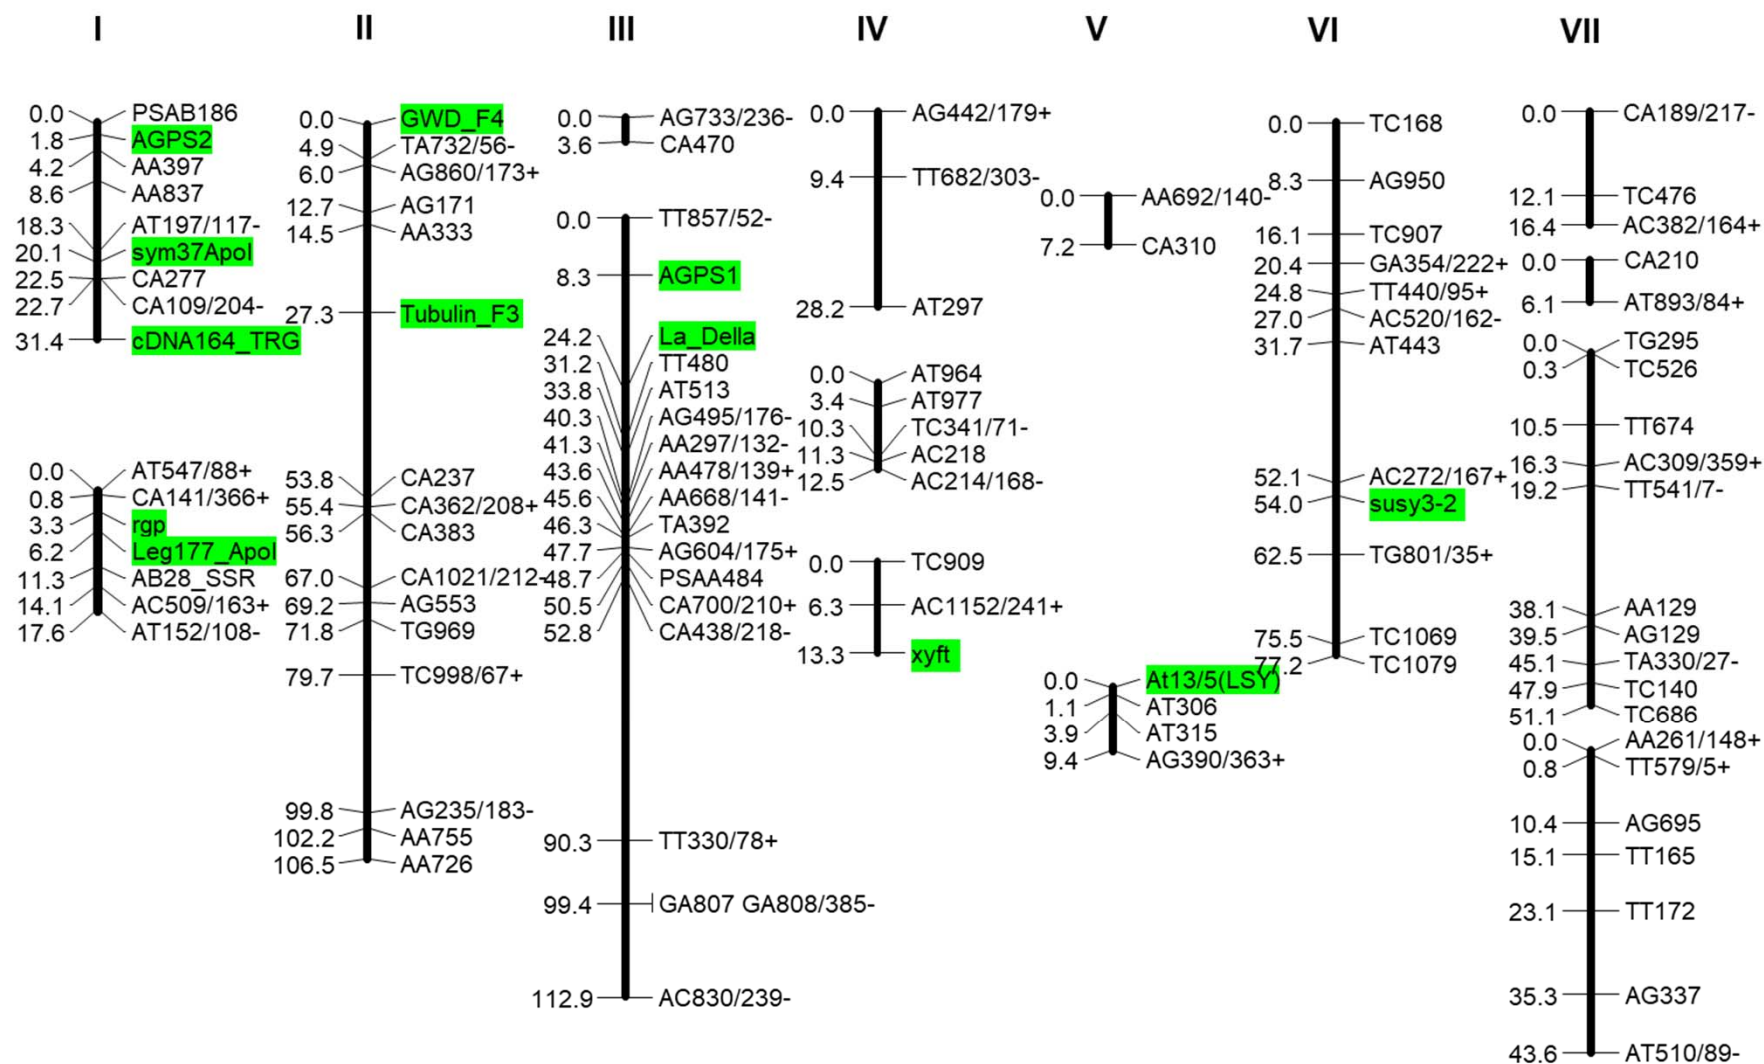 I II III IV V VI VII
0.0 PSAB186
1.8 AGPS2
4.2 AA397
8.6 AA837
18.3 AT197/117-
20.1 sym37Apol
22.5 CA277
22.7 CA109/204-
31.4 cDNA164_TRG
0.0 AT547/88+
0.8 CA141/366+
3.3 rgp
6.2 Leg177_Apol
11.3 AB28_SSR
14.1 AC509/163+
17.6 AT152/108-
0.0 GWD_F4
4.9 TA732/56-
6.0 AG860/173+
12.7 AG171
14.5 AA333
27.3 Tubulin_F3
53.8 CA237
55.4 CA362/208+
56.3 CA383
67.0 CA1021/212-
69.2 AG553
71.8 TG969
79.7 TC998/67+
99.8 AG235/183-
102.2 AA755
106.5 AA726
0.0 AG733/236-
3.6 CA470
0.0 TT857/52-
8.3 AGPS1
24.2 La_Della
31.2 TT480
33.8 AT513
40.3 AG495/176-
41.3 AA297/132-
43.6 AA478/139+
45.6 AA668/141-
46.3 TA392
47.7 AG604/175+
48.7 PSAA484
50.5 CA700/210+
52.8 CA438/218-
90.3 TT330/78+
99.4 GA807 GA808/385-
112.9 AC830/239-
0.0 AG442/179+
9.4 TT682/303-
28.2 AT297
0.0 AT964
3.4 AT977
10.3 TC341/71-
11.3 AC218
12.5 AC214/168-
0.0 TC909
6.3 AC1152/241+
13.3 xyft
0.0 AA692/140-
7.2 CA310
0.0 At13/5(LSY)
1.1 AT306
3.9 AT315
9.4 AG390/363+
0.0 TC168
8.3 AG950
16.1 TC907
20.4 GA354/222+
24.8 TT440/95+
27.0 AC520/162-
31.7 AT443
52.1 AC272/167+
54.0 susy3-2
62.5 TG801/35+
75.5 TC1069
77.2 TC1079
0.0 CA189/217-
12.1 TC476
16.4 AC382/164+
0.0 CA210
6.1 AT893/84+
0.0 TG295
0.3 TC526
10.5 TT674
16.3 AC309/359+
19.2 TT541/7-
38.1 AA129
39.5 AG129
45.1 TA330/27-
47.9 TC140
51.1 TC686
0.0 AA261/148+
0.8 TT579/5+
10.4 AG695
15.1 TT165
23.1 TT172
35.3 AG337
43.6 AT510/89-